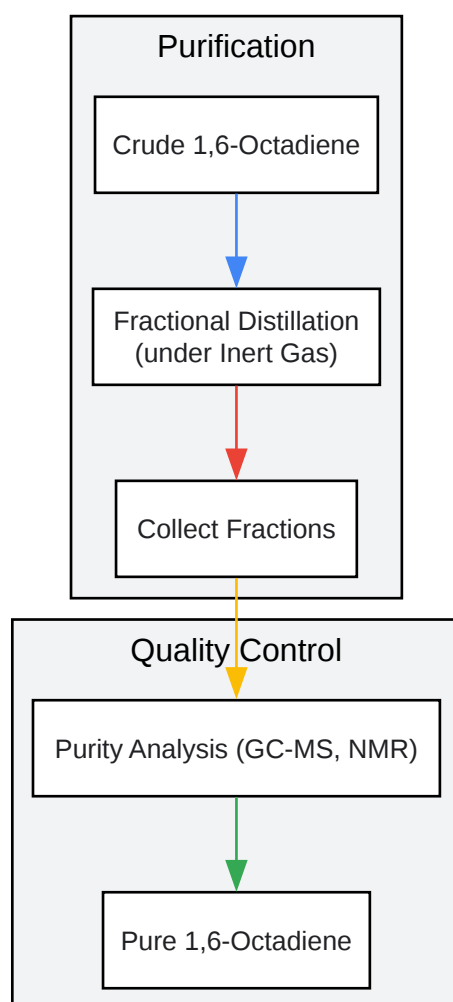 Purification
Crude 1,6-Octadiene
Fractional Distillation
(under Inert Gas)
Collect Fractions
Quality Control
Purity Analysis (GC-MS, NMR)
Pure 1,6-Octadiene